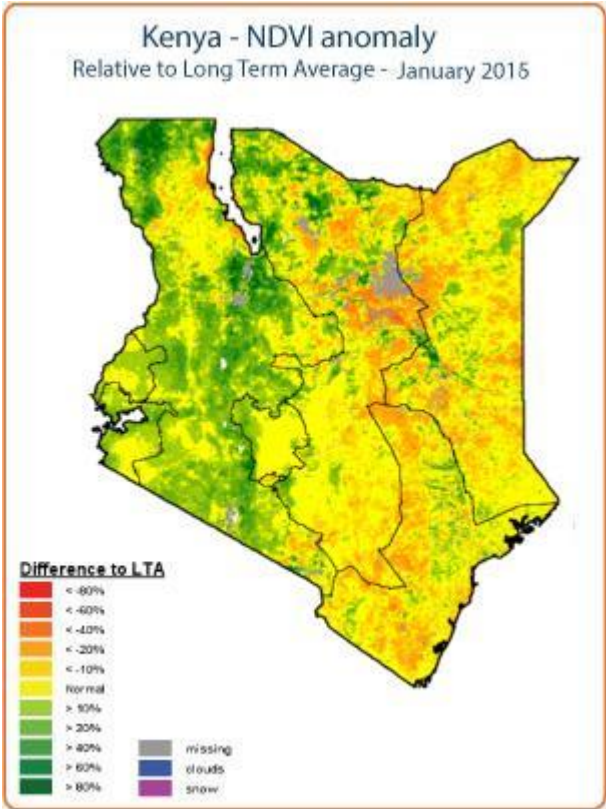 Kenya - NDVI anomaly
Relative to Long Term Average - January 2015
Difference to LTA
< -80%
< -60%
< -40%
< -20%
< -10%
Normal
> 10%
> 20%
> 40%
> 60%
> 80%
missing
clouds
snow